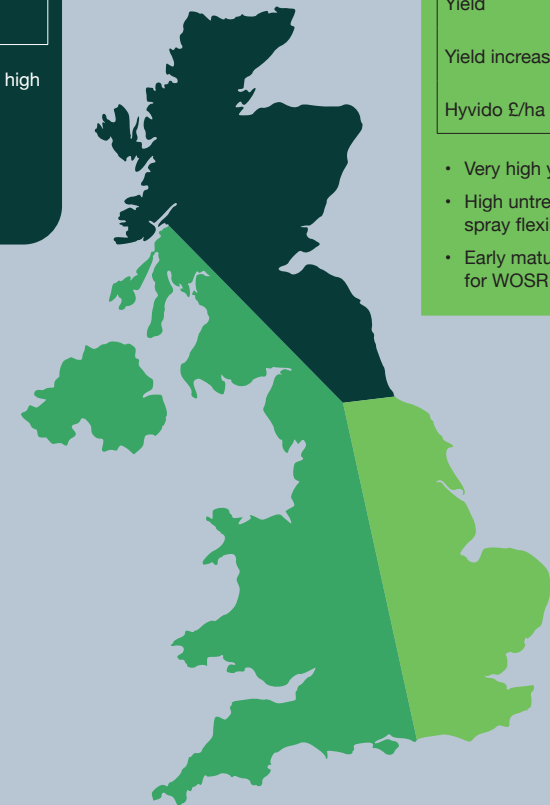 high
Yield
Yield increas
Hyvido £/ha
• Very high y
• High untre
spray flexi
• Early matu
for WOSR